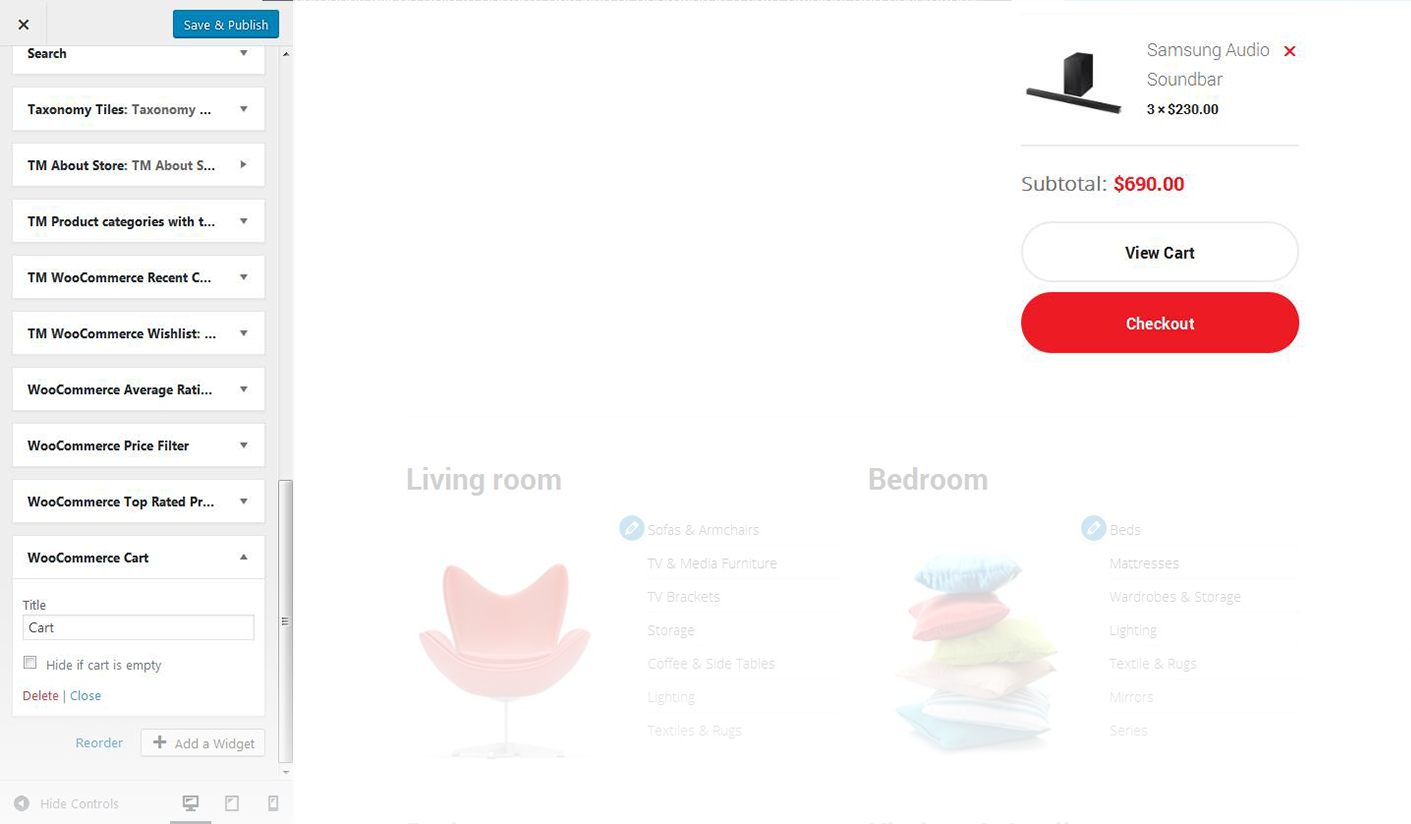 Save & Publish
Search
Taxonomy Tiles: Taxonomy ...
TM About Store: TM About S...
TM Product categories with t...
TM WooCommerce Recent C...
TM WooCommerce Wishlist: ...
WooCommerce Average Rati...
WooCommerce Price Filter
WooCommerce Top Rated Pr...
WooCommerce Cart
Title
Cart
Hide if cart is empty
Delete | Close
Reorder
Add a Widget
Hide Controls
Samsung Audio
Soundbar
3 × $230.00
Subtotal: $690.00
View Cart
Checkout
Living room
Sofas & Armchairs
TV & Media Furniture
TV Brackets
Storage
Coffee & Side Tables
Lighting
Textiles & Rugs
Bedroom
Beds
Mattresses
Wardrobes & Storage
Lighting
Textile & Rugs
Mirrors
Series